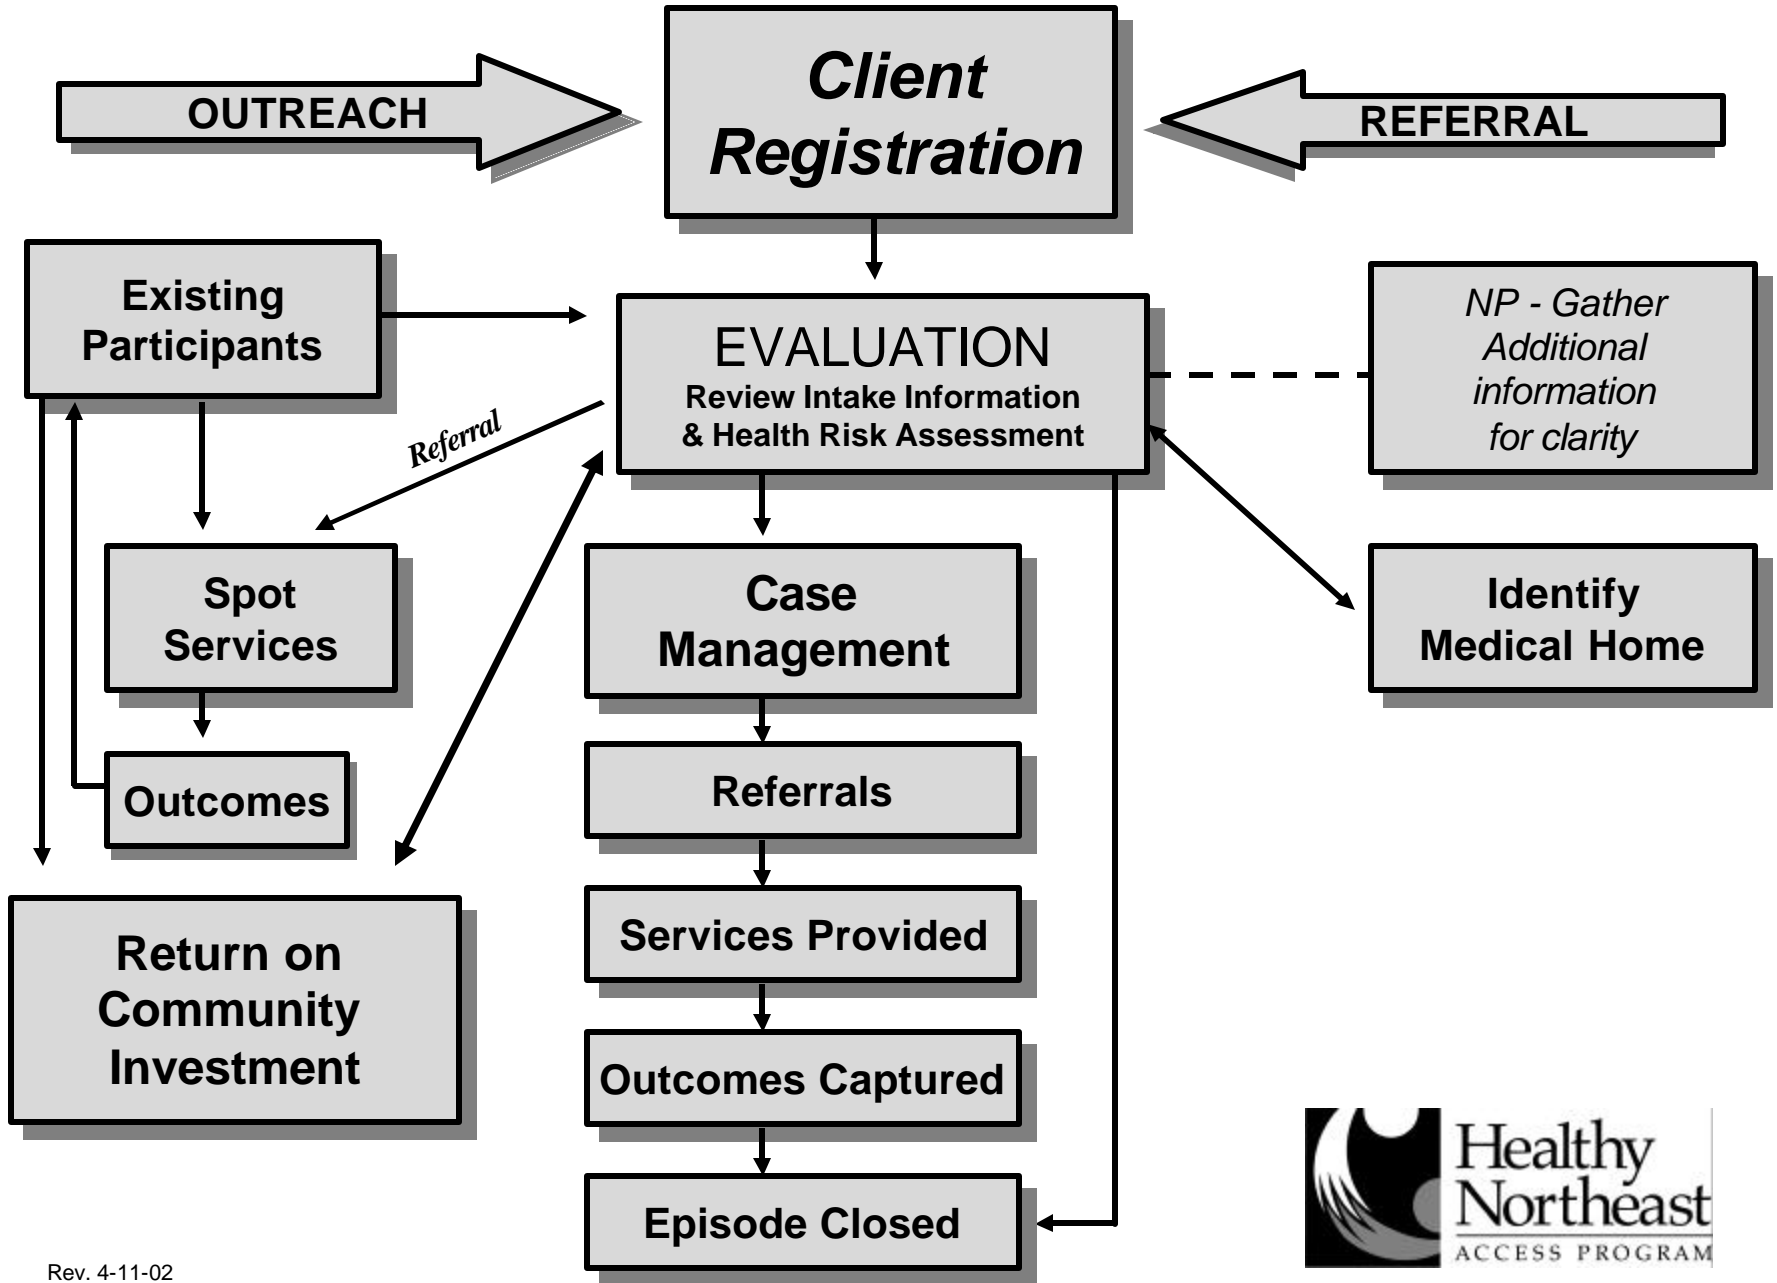 Client
Registration
OUTREACH
REFERRAL
Existing
Participants
EVALUATION
Review Intake Information
& Health Risk Assessment
NP - Gather
Additional
information
for clarity
Referral
Spot
Services
Case
Management
Identify
Medical Home
Outcomes
Referrals
Return on
Community
Investment
Services Provided
Outcomes Captured
Episode Closed
Healthy
Northeast
ACCESS PROGRAM
Rev. 4-11-02